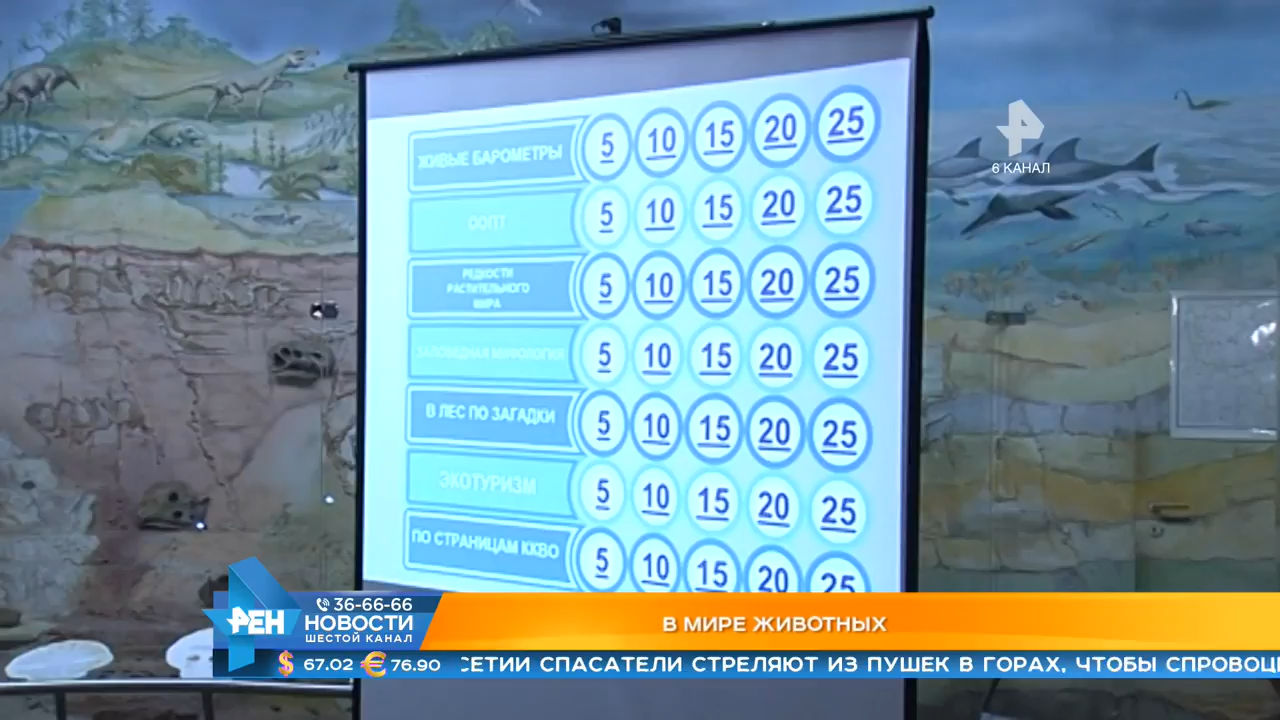 ЖИВЫЕ БАРОМЕТРЫ 5 10 15 20 25
ООПТ 5 10 15 20 25
РЕДКОСТИ
РАСТИТЕЛЬНОГО
МИРА
5 10 15 20 25
ЗАПОВЕДНАЯ МИФОЛОГИЯ 5 10 15 20 25
В ЛЕС ПО ЗАГАДКИ 5 10 15 20 25
ЭКОТУРИЗМ 5 10 15 20 25
ПО СТРАНИЦАМ ККВО 5 10 15 20 25
6 КАНАЛ
РЕН
36-66-66
НОВОСТИ
ШЕСТОЙ КАНАЛ
В МИРЕ ЖИВОТНЫХ
$ 67.02 € 76.90 СЕТИИ СПАСАТЕЛИ СТРЕЛЯЮТ ИЗ ПУШЕК В ГОРАХ, ЧТОБЫ СПРОВОЦ